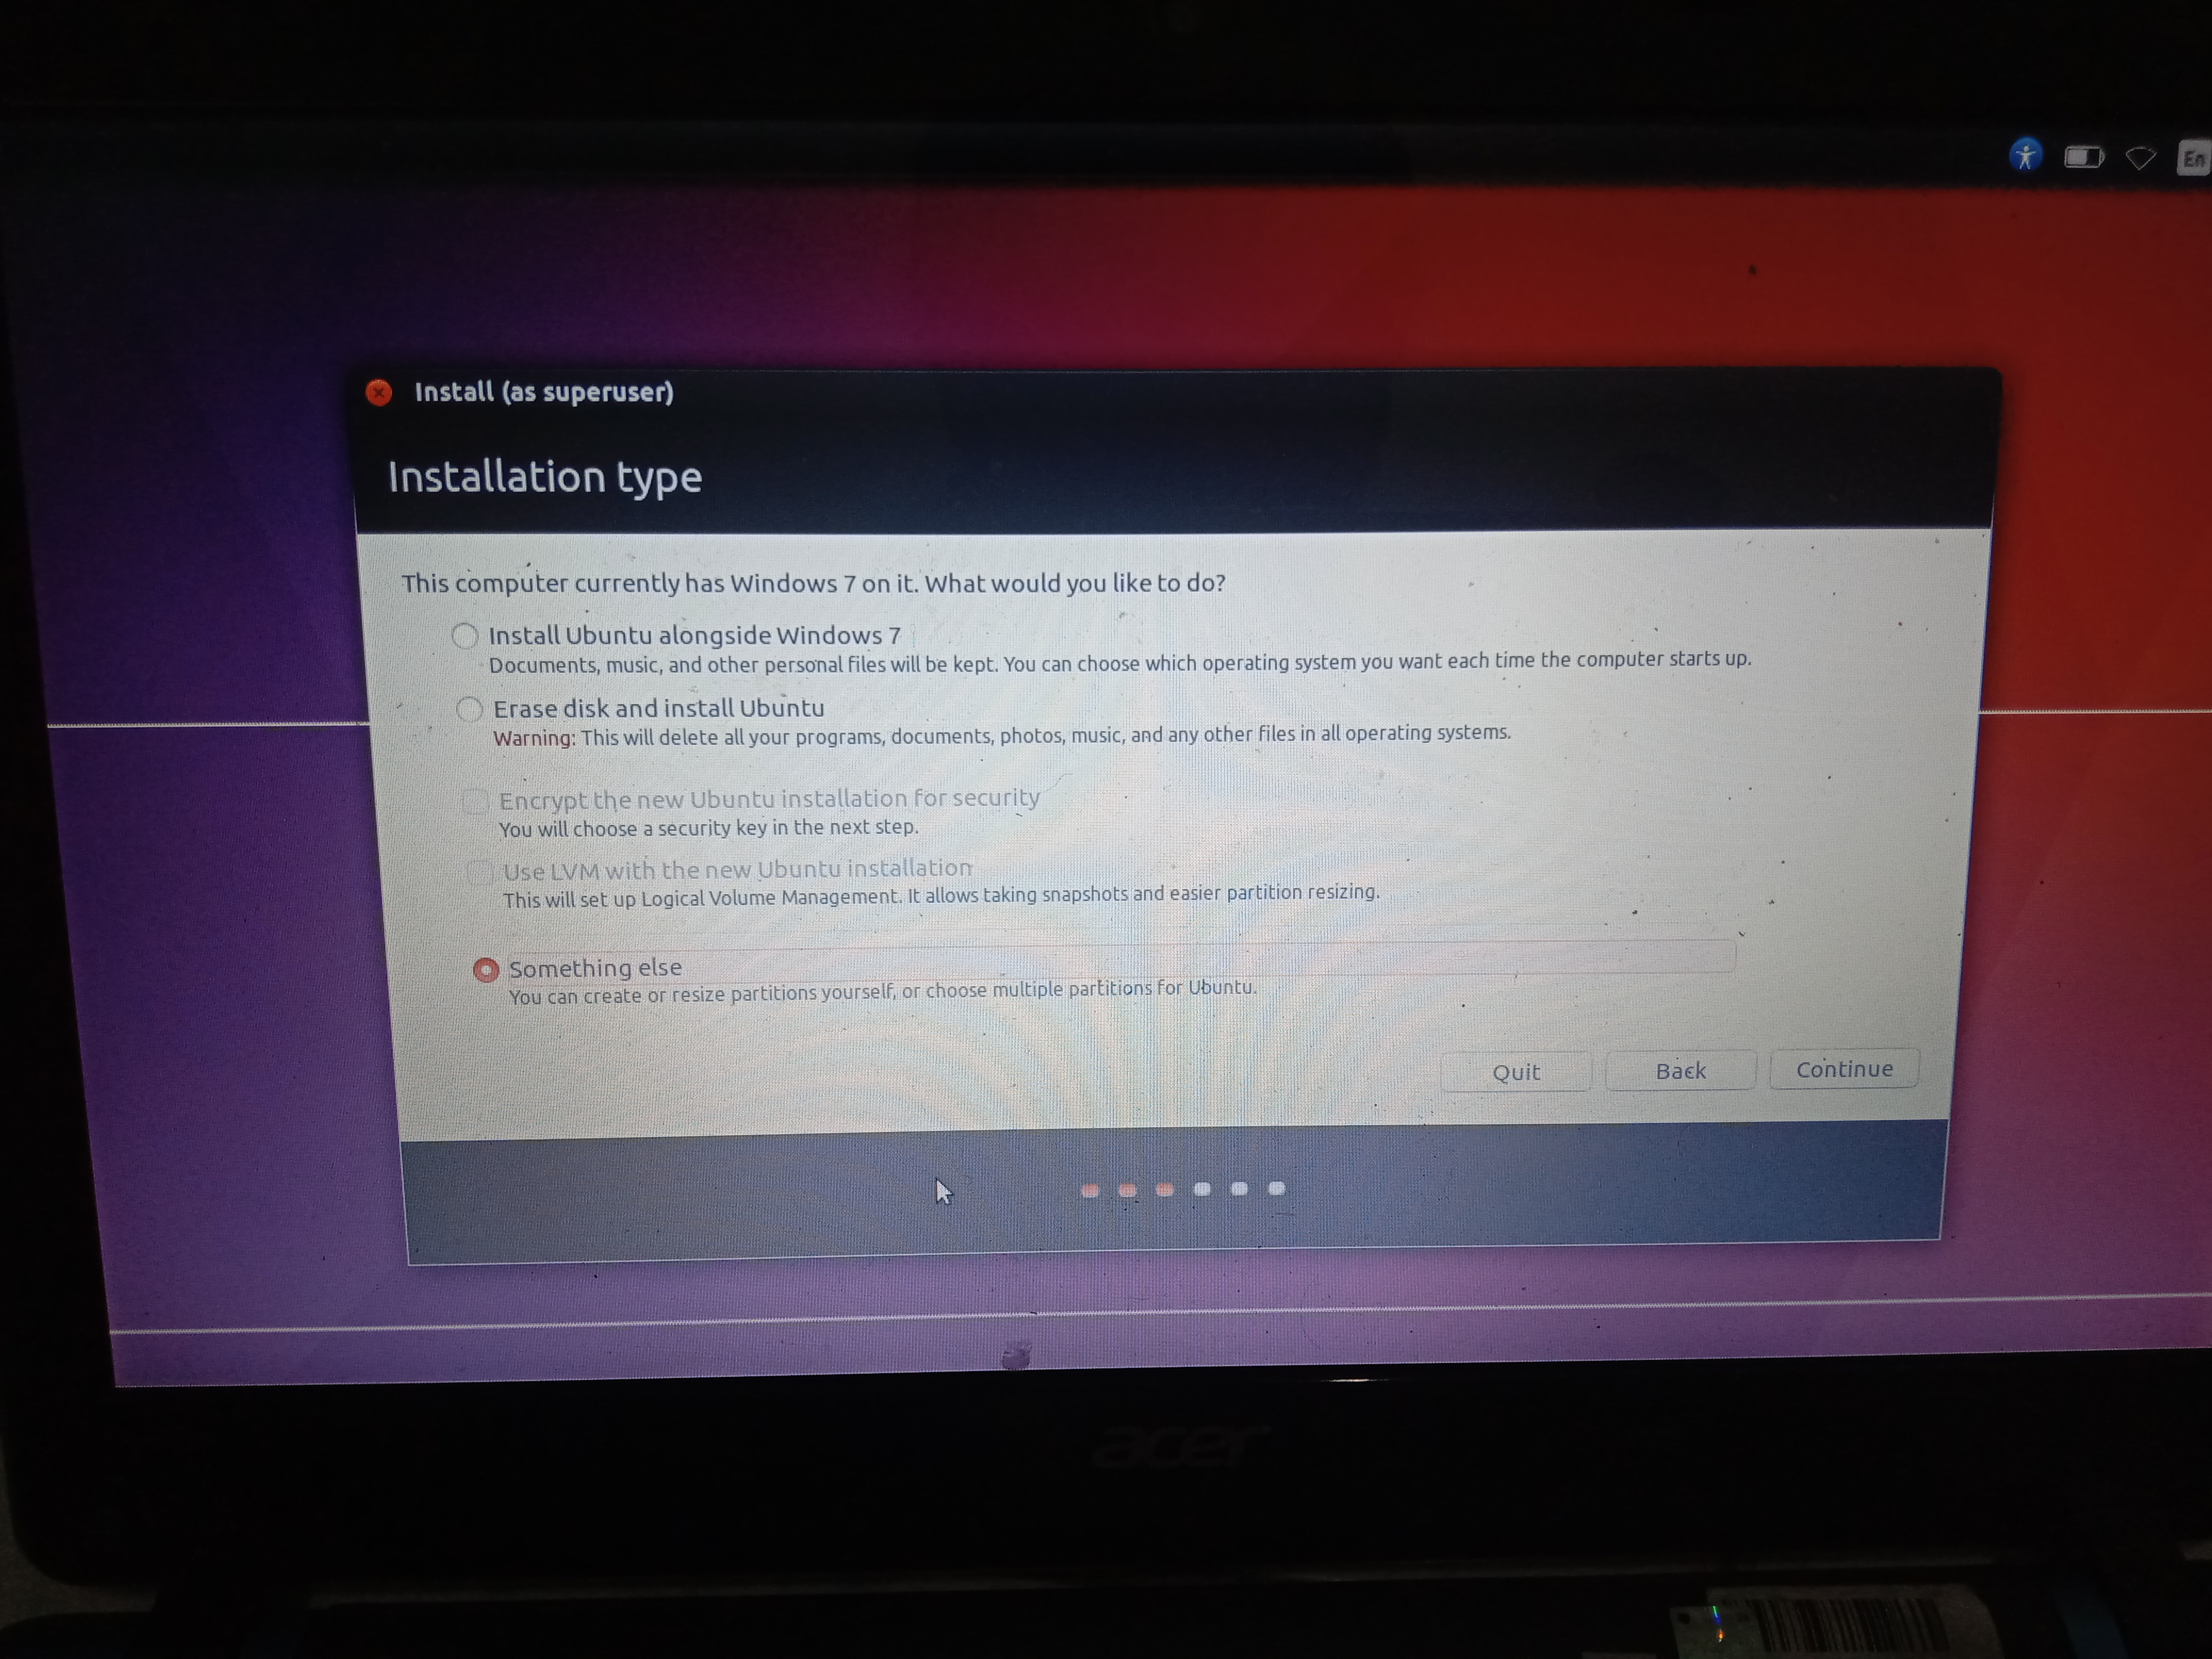 En
Install (as superuser)
Installation type
This computer currently has Windows 7 on it. What would you like to do?
Install Ubuntu alongside Windows 7
Documents, music, and other personal files will be kept. You can choose which operating system you want each time the computer starts up.
Erase disk and install Ubuntu
Warning: This will delete all your programs, documents, photos, music, and any other files in all operating systems.
Encrypt the new Ubuntu installation for security
You will choose a security key in the next step.
Use LVM with the new Ubuntu installation
This will set up Logical Volume Management. It allows taking snapshots and easier partition resizing.
Something else
You can create or resize partitions yourself, or choose multiple partitions for Ubuntu.
Quit
Back
Continue
acer